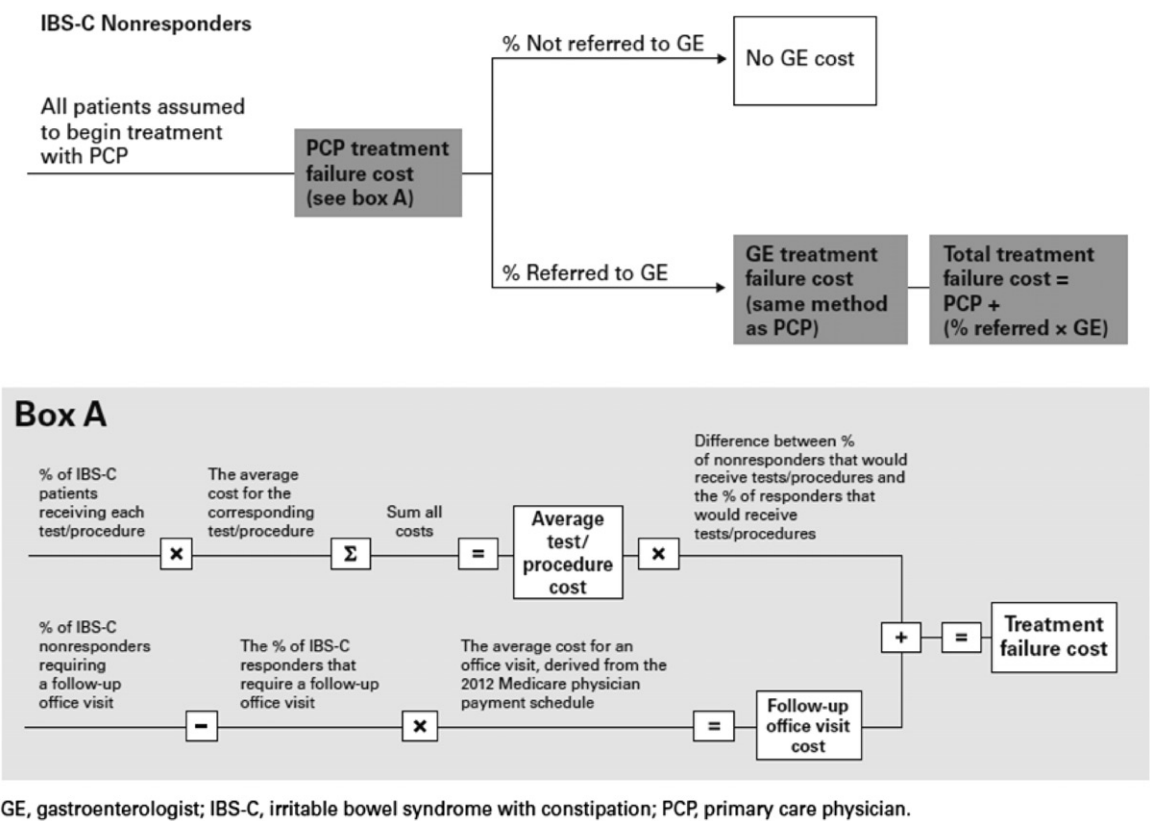 IBS-C Nonresponders
% Not referred to GE
No GE cost
All patients assumed
to begin treatment
with PCP
PCP treatment
failure cost
(see box A)
% Referred to GE
GE treatment
failure cost
(same method
as PCP)
Total treatment
failure cost =
PCP +
(% referred × GE)
Box A
% of IBS-C
patients
receiving each
test/procedure
×
The average
cost for the
corresponding
test/procedure
Σ
Sum all
costs
=
Average
test/
procedure
cost
×
Difference between %
of nonresponders that would
receive tests/procedures and
the % of responders that
would receive
tests/procedures
% of IBS-C
nonresponders
requiring
a follow-up
office visit
–
The % of IBS-C
responders that
require a follow-up
office visit
×
The average cost for an
office visit, derived from the
2012 Medicare physician
payment schedule
=
Follow-up
office visit
cost
+
=
Treatment
failure cost
GE, gastroenterologist; IBS-C, irritable bowel syndrome with constipation; PCP, primary care physician.